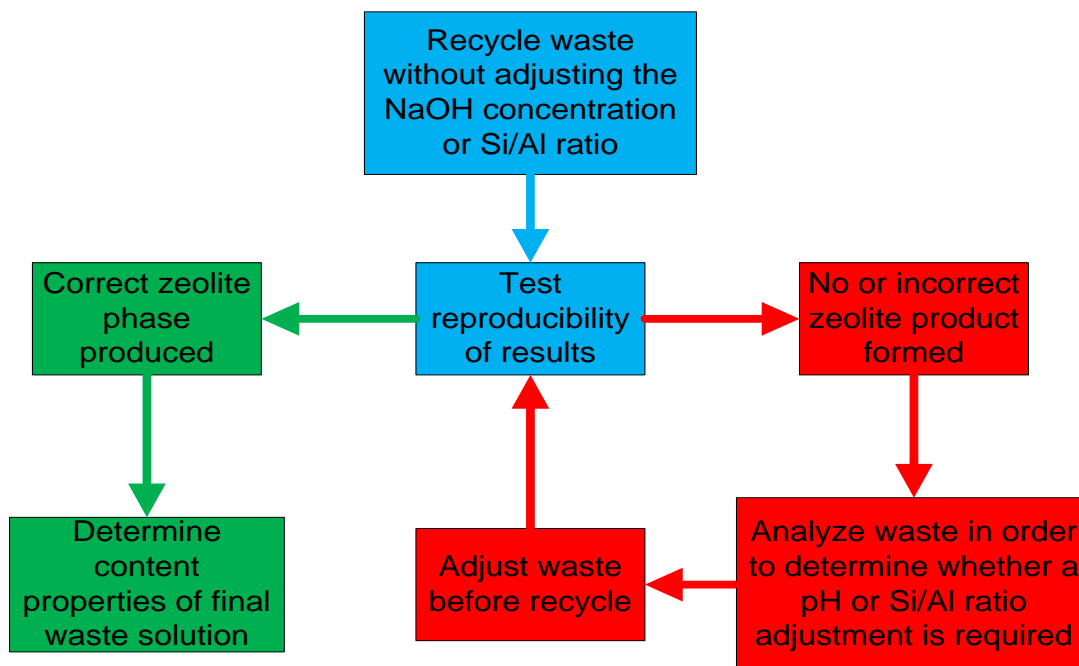 Recycle waste
without adjusting the
NaOH concentration
or Si/Al ratio
Correct zeolite
phase
produced
Test
reproducibility
of results
No or incorrect
zeolite product
formed
Determine
content
properties of final
waste solution
Adjust waste
before recycle
Analyze waste in order
to determine whether a
pH or Si/Al ratio
adjustment is required